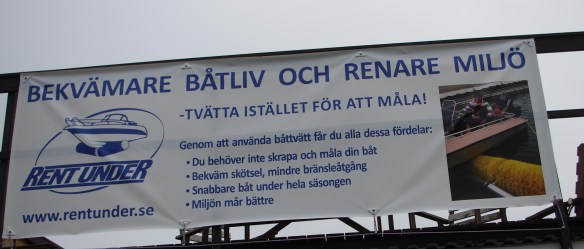 BEKVÄMARE BÅTLIV OCH RENARE MILJÖ
-TVÄTTA ISTÄLLET FÖR ATT MÅLA!
Genom att använda båttvätt får du alla dessa fördelar:
• Du behöver inte skrapa och måla din båt
• Bekväm skötsel, mindre bränsleåtgång
• Snabbare båt under hela säsongen
• Miljön mår bättre
RENT UNDER
www.rentunder.se